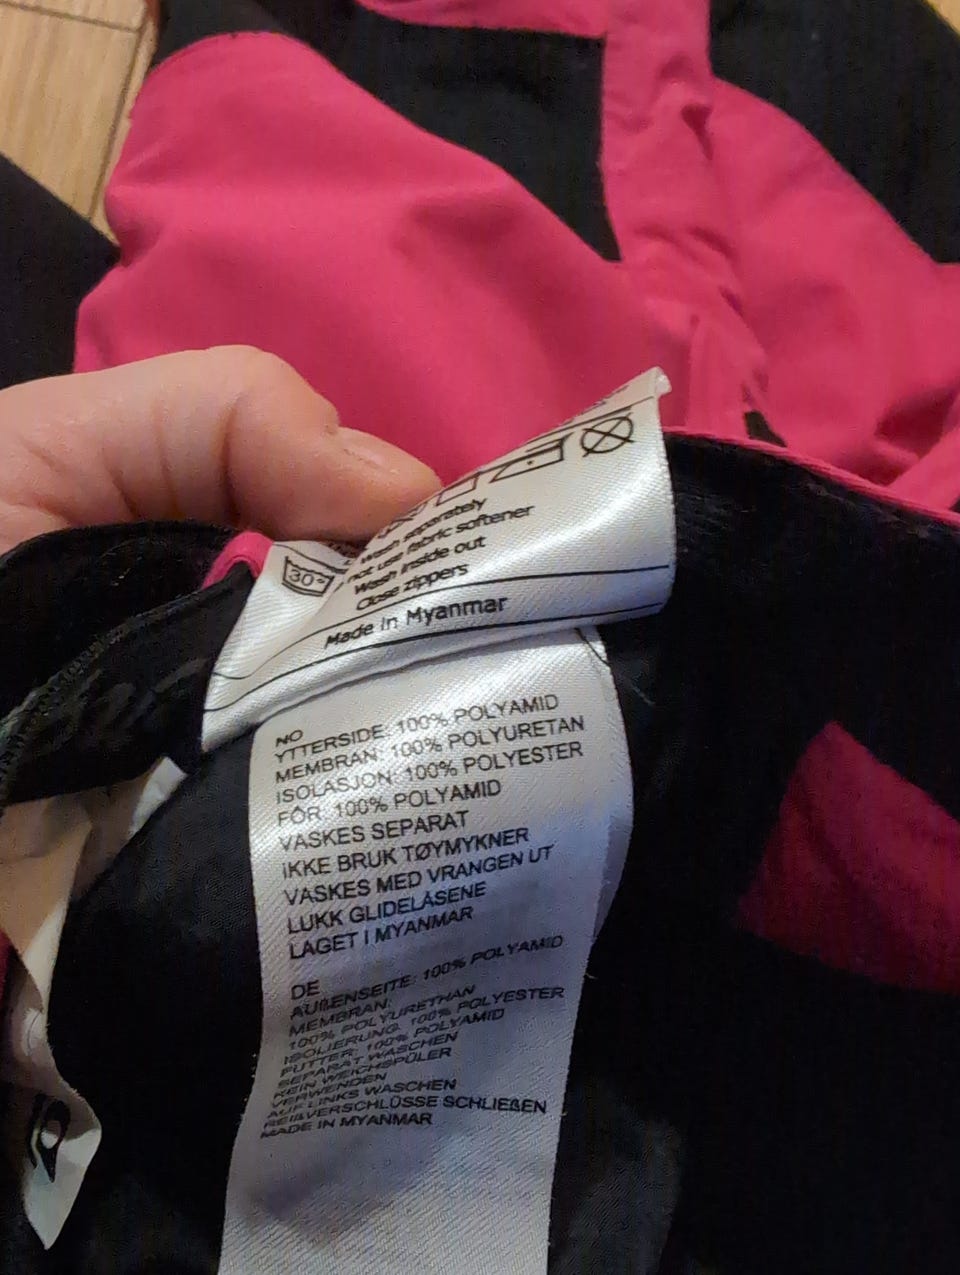 30°
Wash separately
not use fabric softener
Wash inside out
Close zippers
Made in Myanmar
NO
YTTERSIDE: 100% POLYAMID
MEMBRAN: 100% POLYURETAN
ISOLASJON: 100% POLYESTER
FÔR: 100% POLYAMID
VASKES SEPARAT
IKKE BRUK TØYMYKNER
VASKES MED VRANGEN UT
LUKK GLIDELÅSENE
LAGET I MYANMAR
DE
AUßENSEITE: 100% POLYAMID
MEMBRAN:
100% POLYURETHAN
ISOLIERUNG: 100% POLYESTER
FUTTER: 100% POLYAMID
SEPARAT WASCHEN
KEIN WEICHSPÜLER
VERWENDEN
AUF LINKS WASCHEN
REIßVERSCHLÜSSE SCHLIEßEN
MADE IN MYANMAR